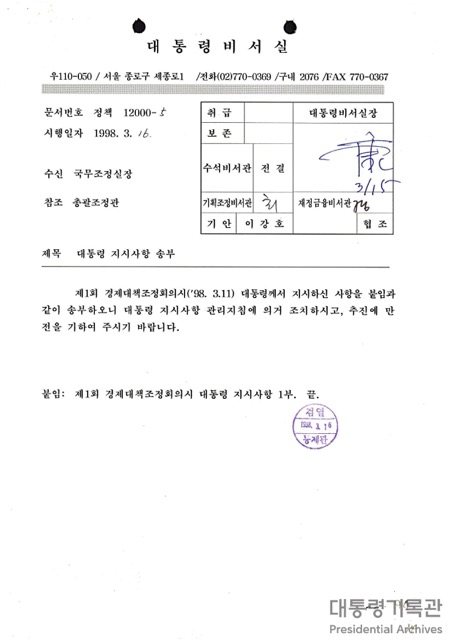 대 통 령 비 서 실
우110-050 / 서울 종로구 세종로1 /전화(02)770-0369 /구내 2076 /FAX 770-0367
문서번호 정책 12000-5
시행일자 1998. 3. 16.
수신 국무조정실장
참조 총괄조정관
취 급
대통령비서실장
보 존
수석비서관 전 결
3/15
기획조정비서관
재정금융비서관
기 안 이 강 호
협 조
제목 대통령 지시사항 송부
제1회 경제대책조정회의시('98. 3.11) 대통령께서 지시하신 사항을 붙임과
같이 송부하오니 대통령 지시사항 관리지침에 의거 조치하시고, 추진에 만
전을 기하여 주시기 바랍니다.
붙임: 제1회 경제대책조정회의시 대통령 지시사항 1부. 끝.
1998. 3. 16
대통령기록관
Presidential Archives